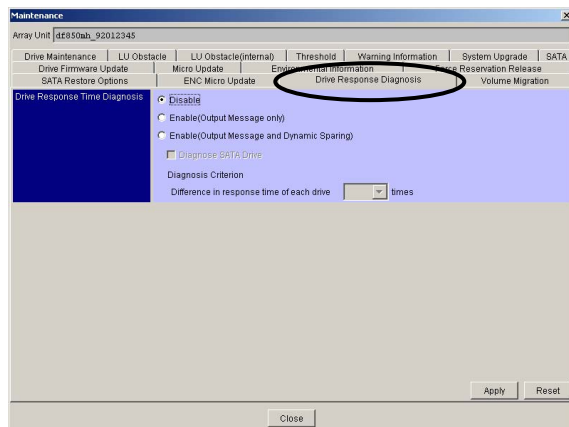 Maintenance
Array Unit df850mh_92012345
Drive Maintenance LU Obstacle LU Obstacle(internal) Threshold Warning Information System Upgrade SATA
Drive Firmware Update Micro Update Environmental Information Force Reservation Release
SATA Restore Options ENC Micro Update Drive Response Diagnosis Volume Migration
Drive Response Time Diagnosis
Disable
Enable(Output Message only)
Enable(Output Message and Dynamic Sparing)
Diagnose SATA Drive
Diagnosis Criterion
Difference in response time of each drive times
Apply Reset
Close